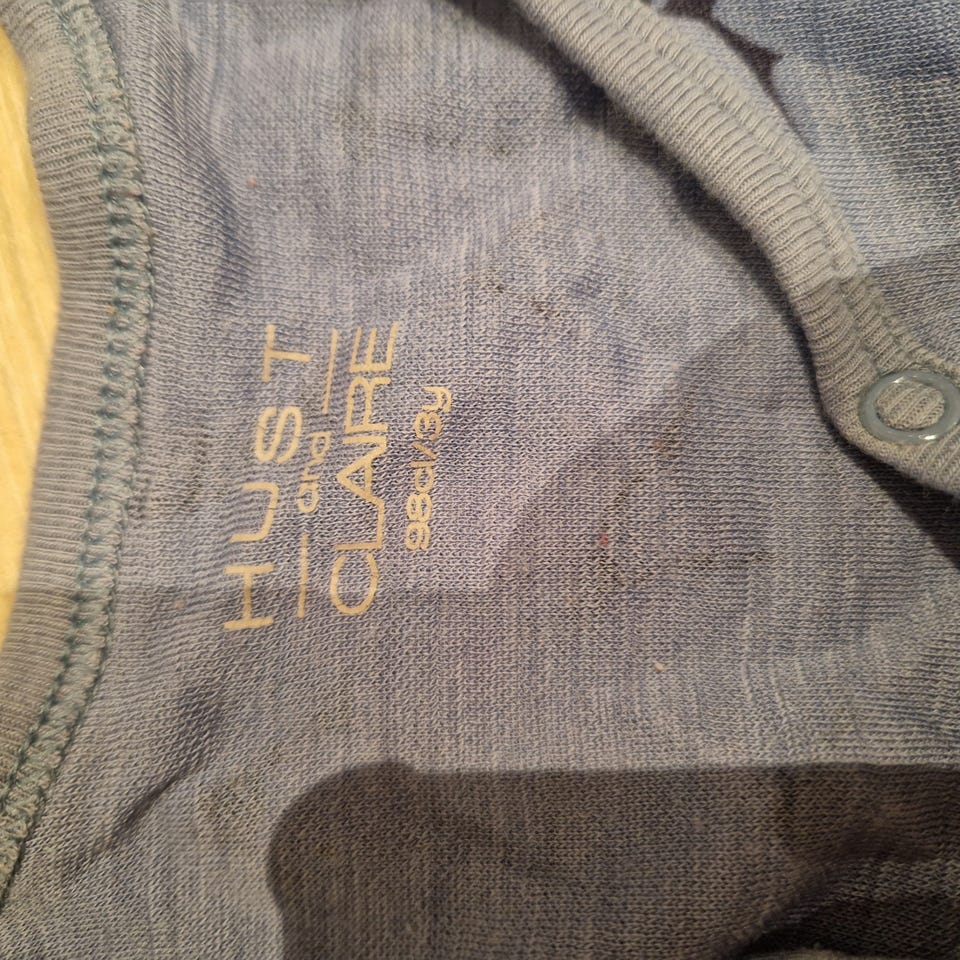 HUST
and
CLAIRE
98cl/3y